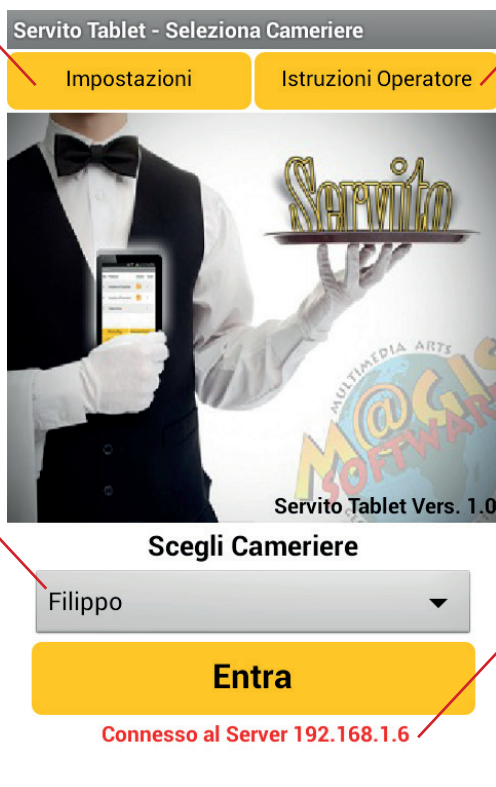 Servito Tablet - Seleziona Cameriere
Impostazioni
Istruzioni Operatore
Servito
MULTIMEDIA ARTS
M@GIC
SOFTWARE
Servito Tablet Vers. 1.0
Scegli Cameriere
Filippo
Entra
Connesso al Server 192.168.1.6